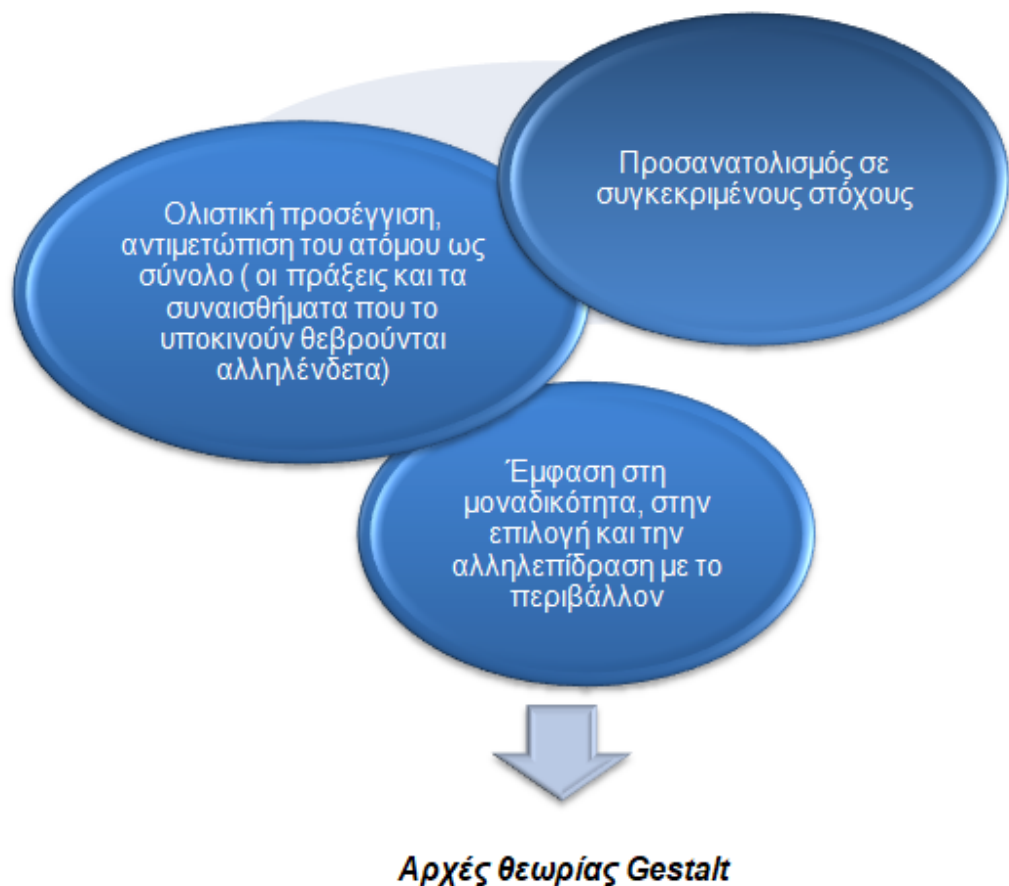 Προσανατολισμός σε
συγκεκριμένους στόχους
Ολιστική προσέγγιση,
αντιμετώπιση του ατόμου ως
σύνολο ( οι πράξεις και τα
συναισθήματα που το
υποκινούν θεβρούνται
αλληλένδετα)
Έμφαση στη
μοναδικότητα, στην
επιλογή και την
αλληλεπίδραση με το
περιβάλλον
Αρχές θεωρίας Gestalt